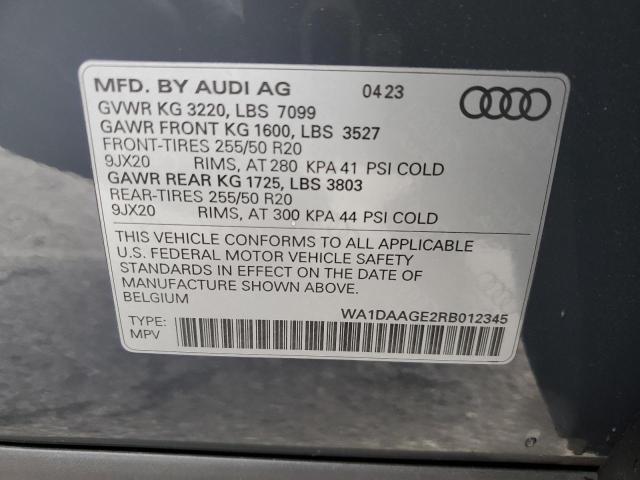 MFD. BY AUDI AG 04 23
GVWR KG 3220, LBS 7099
GAWR FRONT KG 1600, LBS 3527
FRONT-TIRES 255/50 R20
9JX20 RIMS, AT 280 KPA 41 PSI COLD
GAWR REAR KG 1725, LBS 3803
REAR-TIRES 255/50 R20
9JX20 RIMS, AT 300 KPA 44 PSI COLD
THIS VEHICLE CONFORMS TO ALL APPLICABLE
U.S. FEDERAL MOTOR VEHICLE SAFETY
STANDARDS IN EFFECT ON THE DATE OF
MANUFACTURE SHOWN ABOVE.
BELGIUM
WA1DAAGE2RB012345
TYPE:
MPV